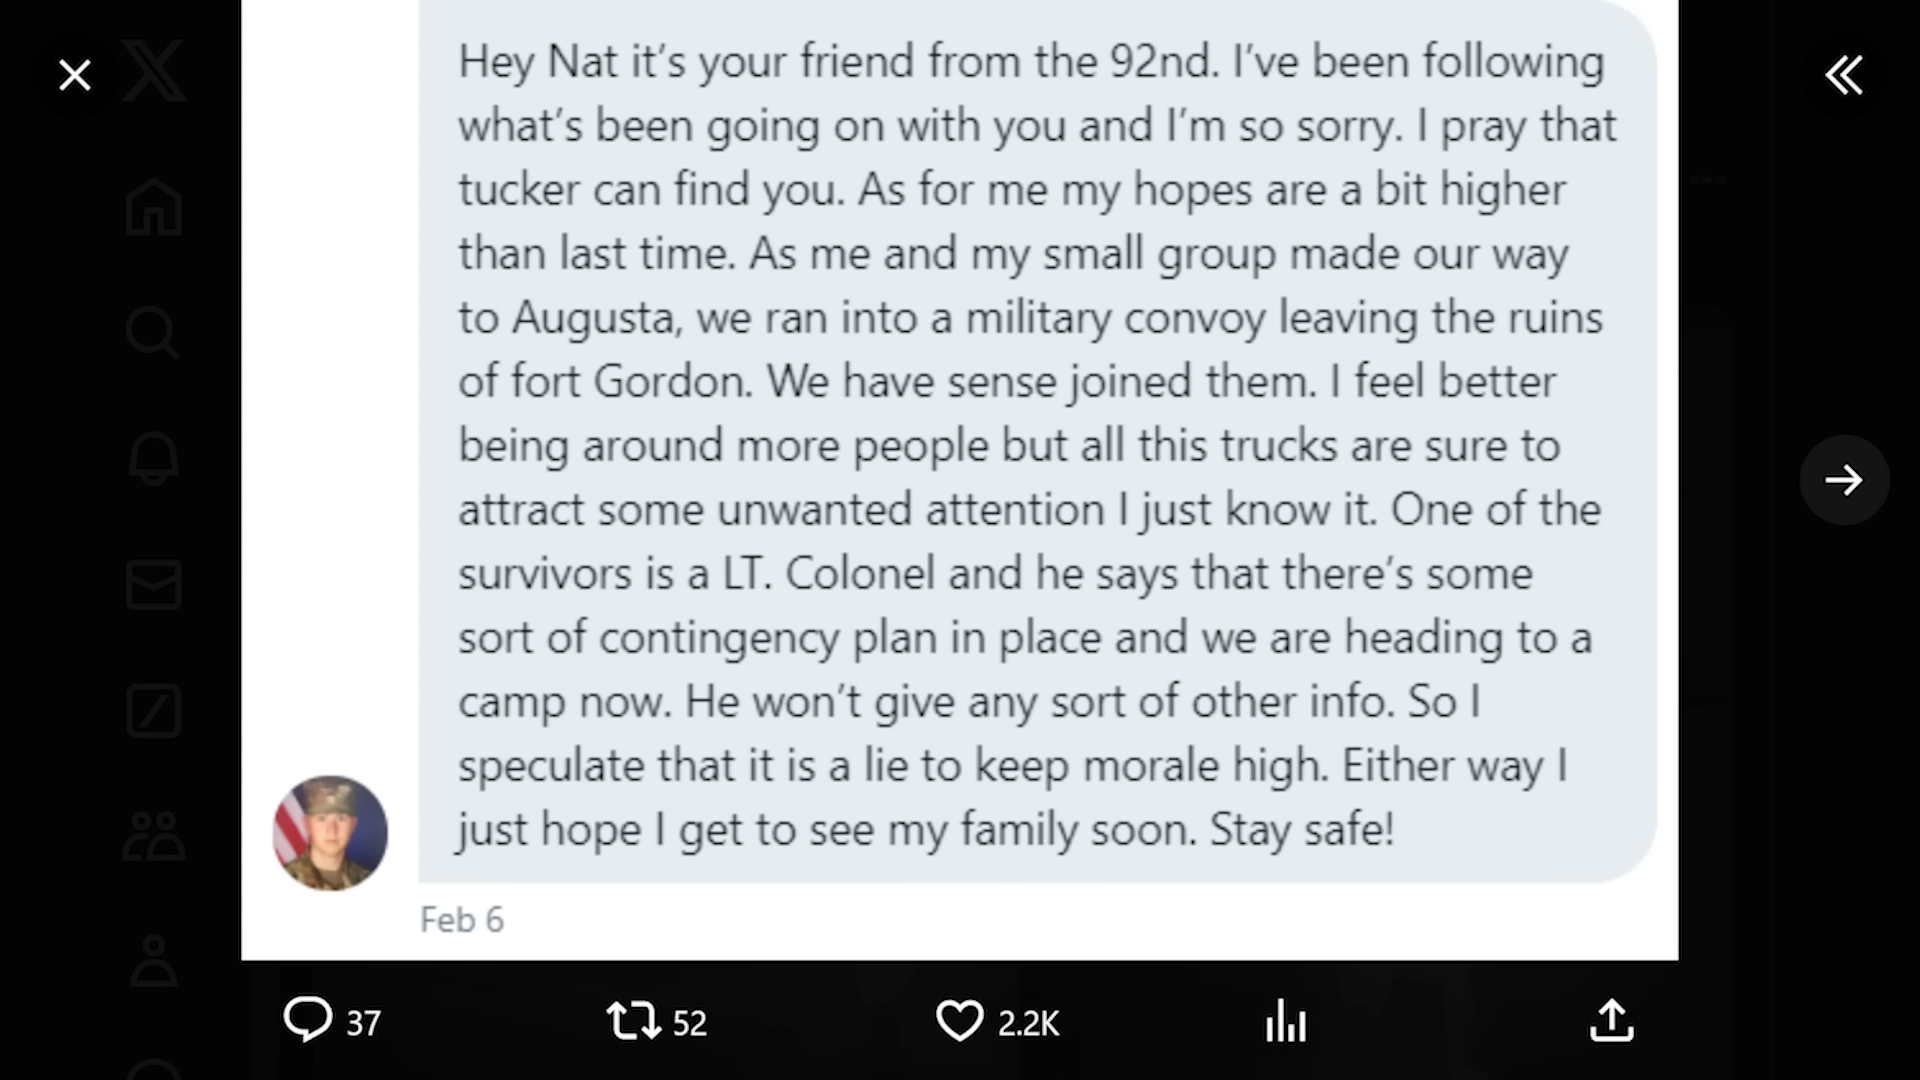 Hey Nat it’s your friend from the 92nd. I’ve been following
what’s been going on with you and I’m so sorry. I pray that
tucker can find you. As for me my hopes are a bit higher
than last time. As me and my small group made our way
to Augusta, we ran into a military convoy leaving the ruins
of fort Gordon. We have sense joined them. I feel better
being around more people but all this trucks are sure to
attract some unwanted attention I just know it. One of the
survivors is a LT. Colonel and he says that there’s some
sort of contingency plan in place and we are heading to a
camp now. He won’t give any sort of other info. So I
speculate that it is a lie to keep morale high. Either way I
just hope I get to see my family soon. Stay safe!
Feb 6
37 52 2.2K